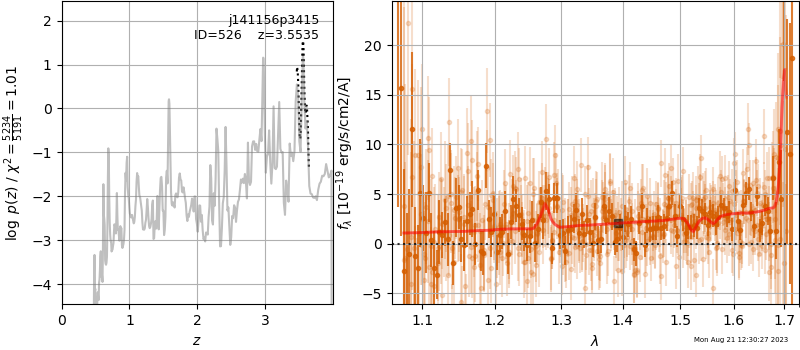 j141156p3415
ID=526 z=3.5535
log p(z) / χ² = 5234/5191 = 1.01
2
1
0
−1
−2
−3
−4
0 1 2 3
z
f_λ [10⁻¹⁹ erg/s/cm2/A]
20
15
10
5
0
−5
1.1 1.2 1.3 1.4 1.5 1.6 1.7
λ
Mon Aug 21 12:30:27 2023